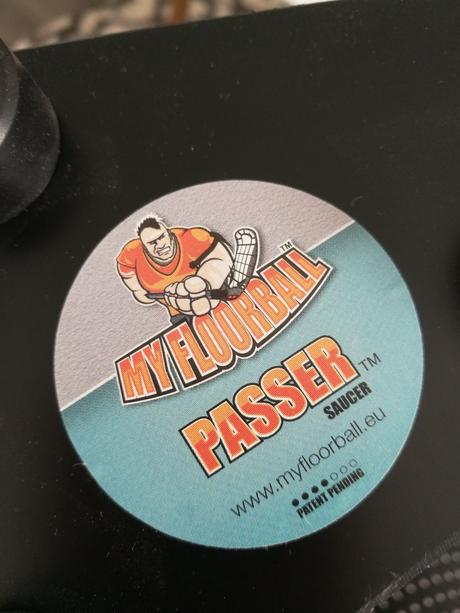 MY FLOORBALL™
PASSER™
SAUCER
www.myfloorball.eu
PATENT PENDING